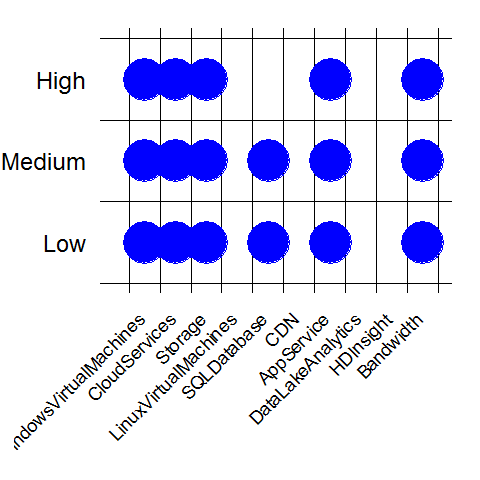 High
Medium
Low
ndowsVirtualMachines
CloudServices
Storage
LinuxVirtualMachines
SQLDatabase
CDN
AppService
DataLakeAnalytics
HDInsight
Bandwidth